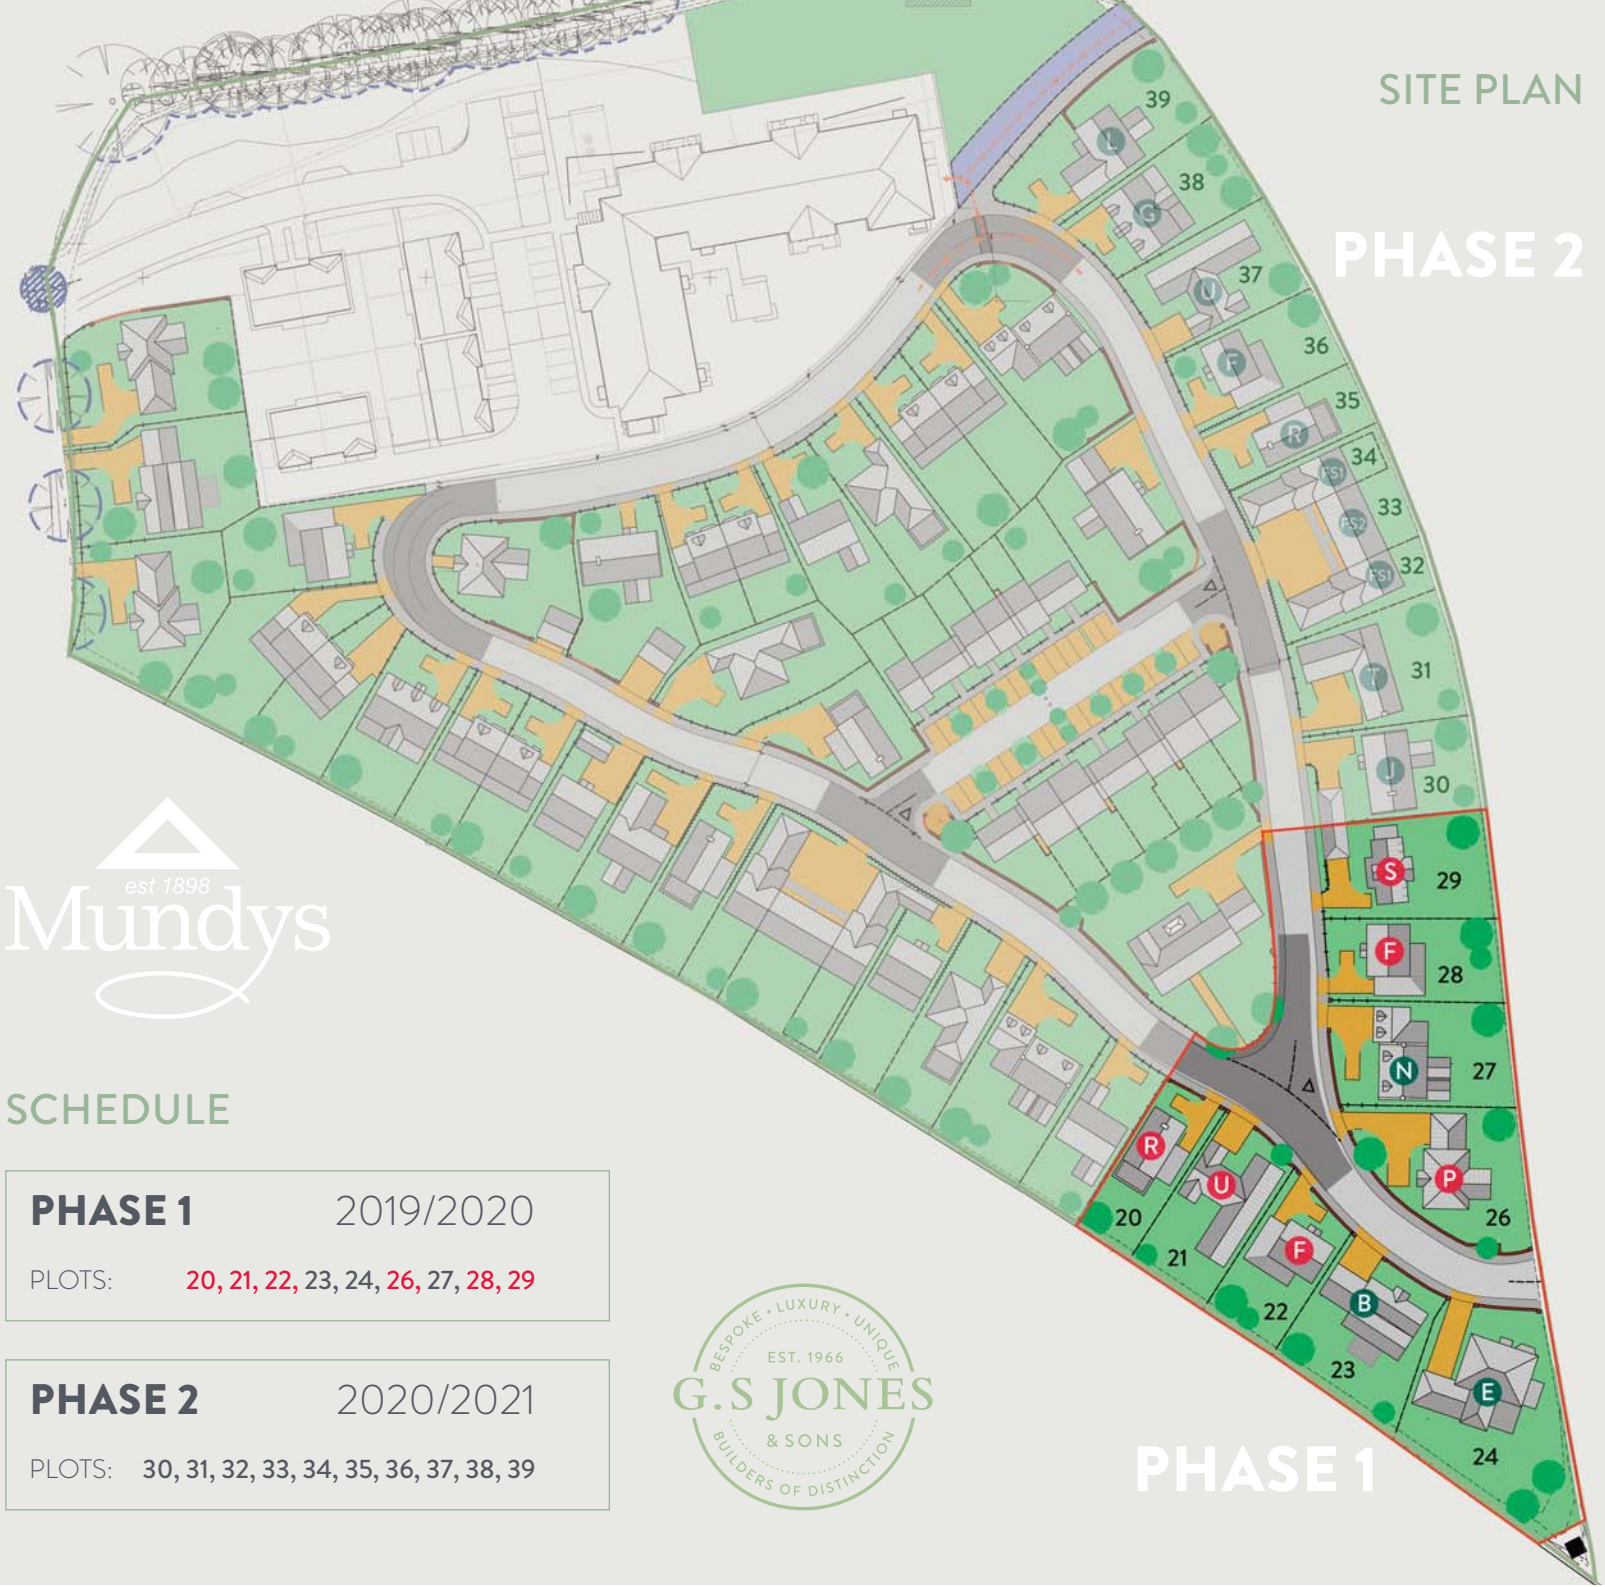 SITE PLAN
39
L
38
G
PHASE 2
37
U
36
F
35
R
34
FS1
33
FS2
32
FS1
31
T
30
J
29
S
28
F
27
N
26
P
20
R
21
U
22
F
23
B
24
E
PHASE 1
est 1898
Mundys
SCHEDULE
PHASE 1 2019/2020
PLOTS: 20, 21, 22, 23, 24, 26, 27, 28, 29
PHASE 2 2020/2021
PLOTS: 30, 31, 32, 33, 34, 35, 36, 37, 38, 39
BESPOKE • LUXURY • UNIQUE
EST. 1966
G.S JONES
& SONS
BUILDERS OF DISTINCTION